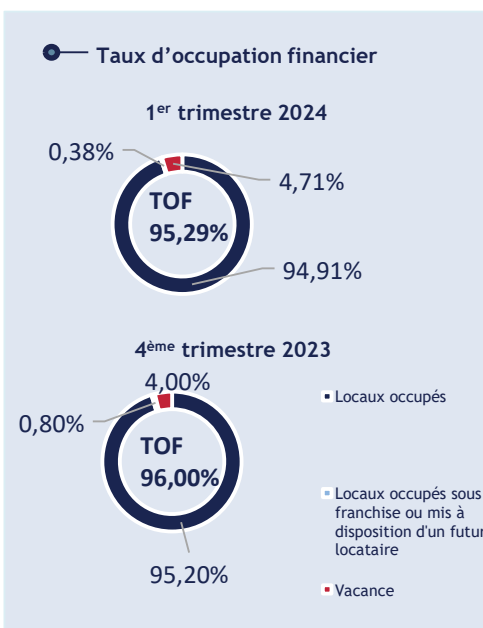 Taux d’occupation financier
1er trimestre 2024
0,38%
4,71%
TOF
95,29%
94,91%
4ème trimestre 2023
4,00%
0,80%
TOF
96,00%
95,20%
Locaux occupés
Locaux occupés sous
franchise ou mis à
disposition d'un futur
locataire
Vacance